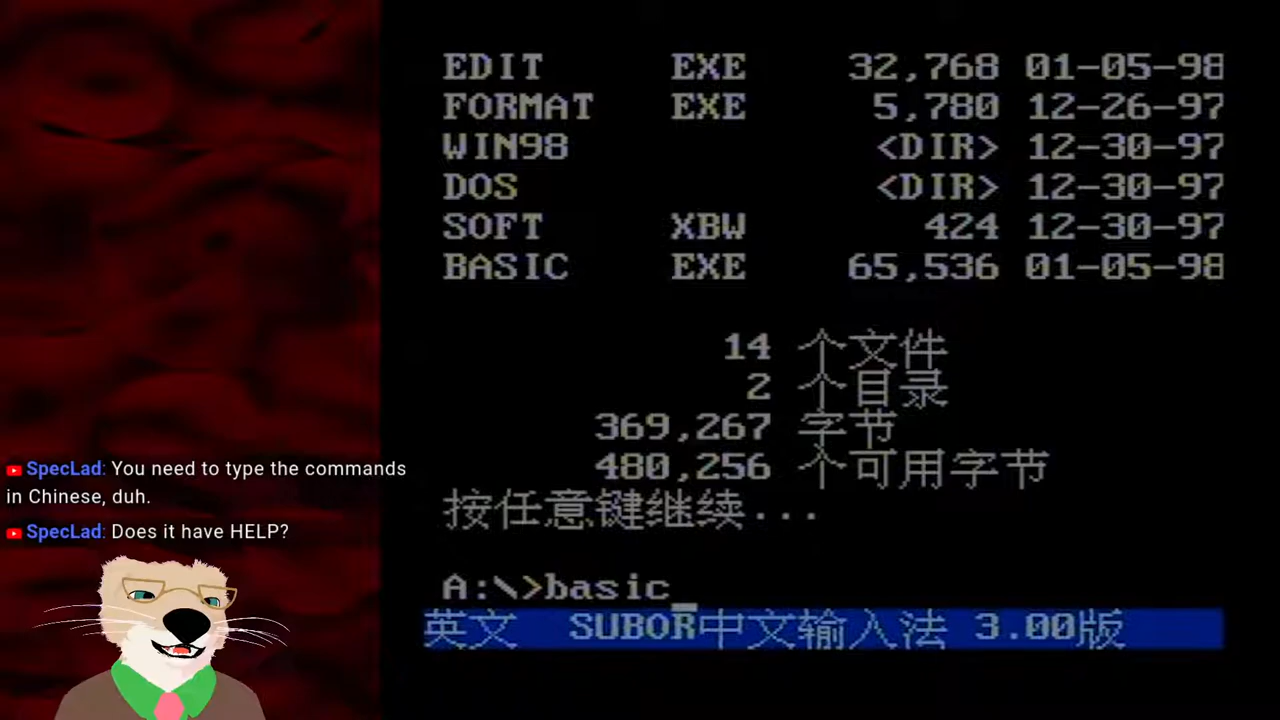 EDIT EXE 32,768 01-05-98
FORMAT EXE 5,780 12-26-97
WIN98 <DIR> 12-30-97
DOS <DIR> 12-30-97
SOFT XBW 424 12-30-97
BASIC EXE 65,536 01-05-98
14 个文件
2 个目录
369,267 字节
480,256 个可用字节
按任意键继续...
A:\>basic
英文 SUBOR中文输入法 3.00版
SpecLad: You need to type the commands
in Chinese, duh.
SpecLad: Does it have HELP?